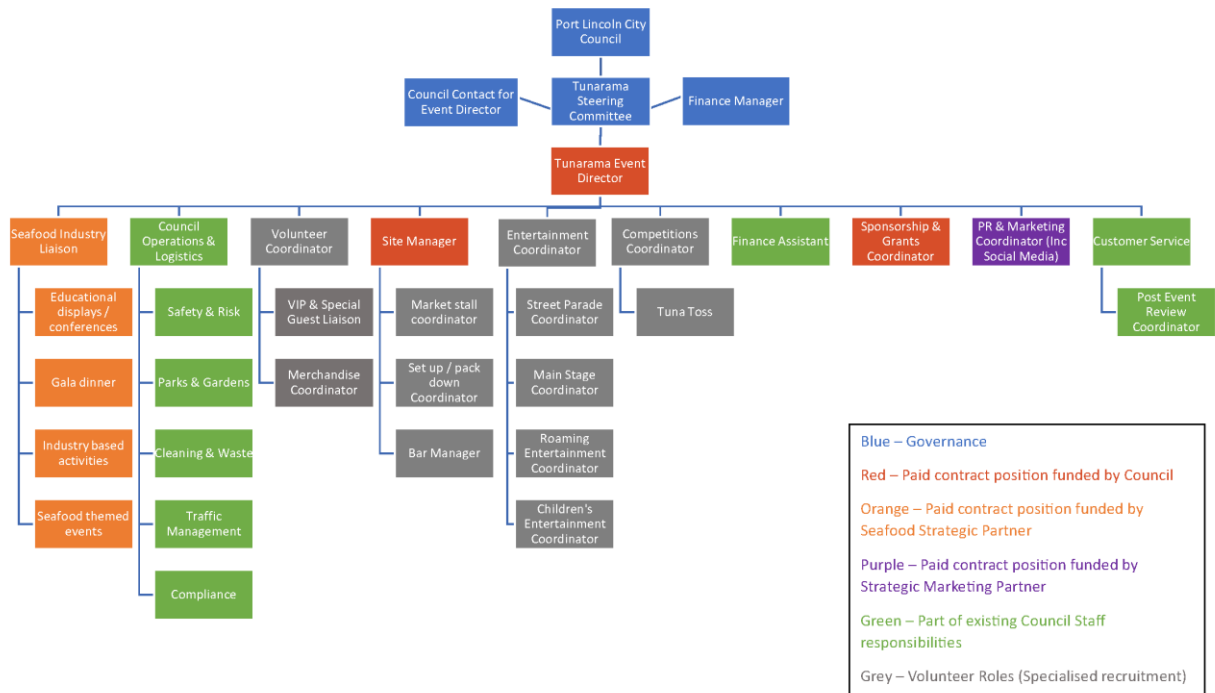 Port Lincoln City
Council
Council Contact for
Event Director
Tunarama
Steering
Committee
Finance Manager
Tunarama Event
Director
Seafood Industry
Liaison
Council
Operations &
Logistics
Volunteer
Coordinator
Site Manager
Entertainment
Coordinator
Competitions
Coordinator
Finance Assistant
Sponsorship &
Grants
Coordinator
PR & Marketing
Coordinator (Inc
Social Media)
Customer Service
Educational
displays /
conferences
Safety & Risk
VIP & Special
Guest Liaison
Market stall
coordinator
Street Parade
Coordinator
Tuna Toss
Post Event
Review
Coordinator
Gala dinner
Parks & Gardens
Merchandise
Coordinator
Set up / pack
down
Coordinator
Main Stage
Coordinator
Industry based
activities
Cleaning & Waste
Bar Manager
Roaming
Entertainment
Coordinator
Seafood themed
events
Traffic
Management
Children's
Entertainment
Coordinator
Compliance
Blue – Governance
Red – Paid contract position funded by Council
Orange – Paid contract position funded by
Seafood Strategic Partner
Purple – Paid contract position funded by
Strategic Marketing Partner
Green – Part of existing Council Staff
responsibilities
Grey – Volunteer Roles (Specialised recruitment)